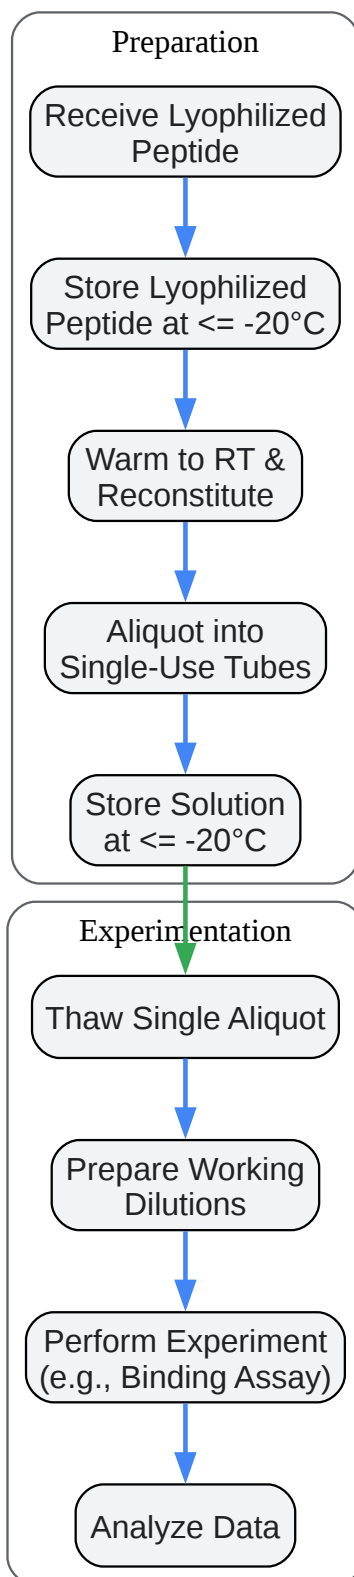 Preparation
Receive Lyophilized
Peptide
Store Lyophilized
Peptide at <= -20°C
Warm to RT &
Reconstitute
Aliquot into
Single-Use Tubes
Store Solution
at <= -20°C
Experimentation
Thaw Single Aliquot
Prepare Working
Dilutions
Perform Experiment
(e.g., Binding Assay)
Analyze Data